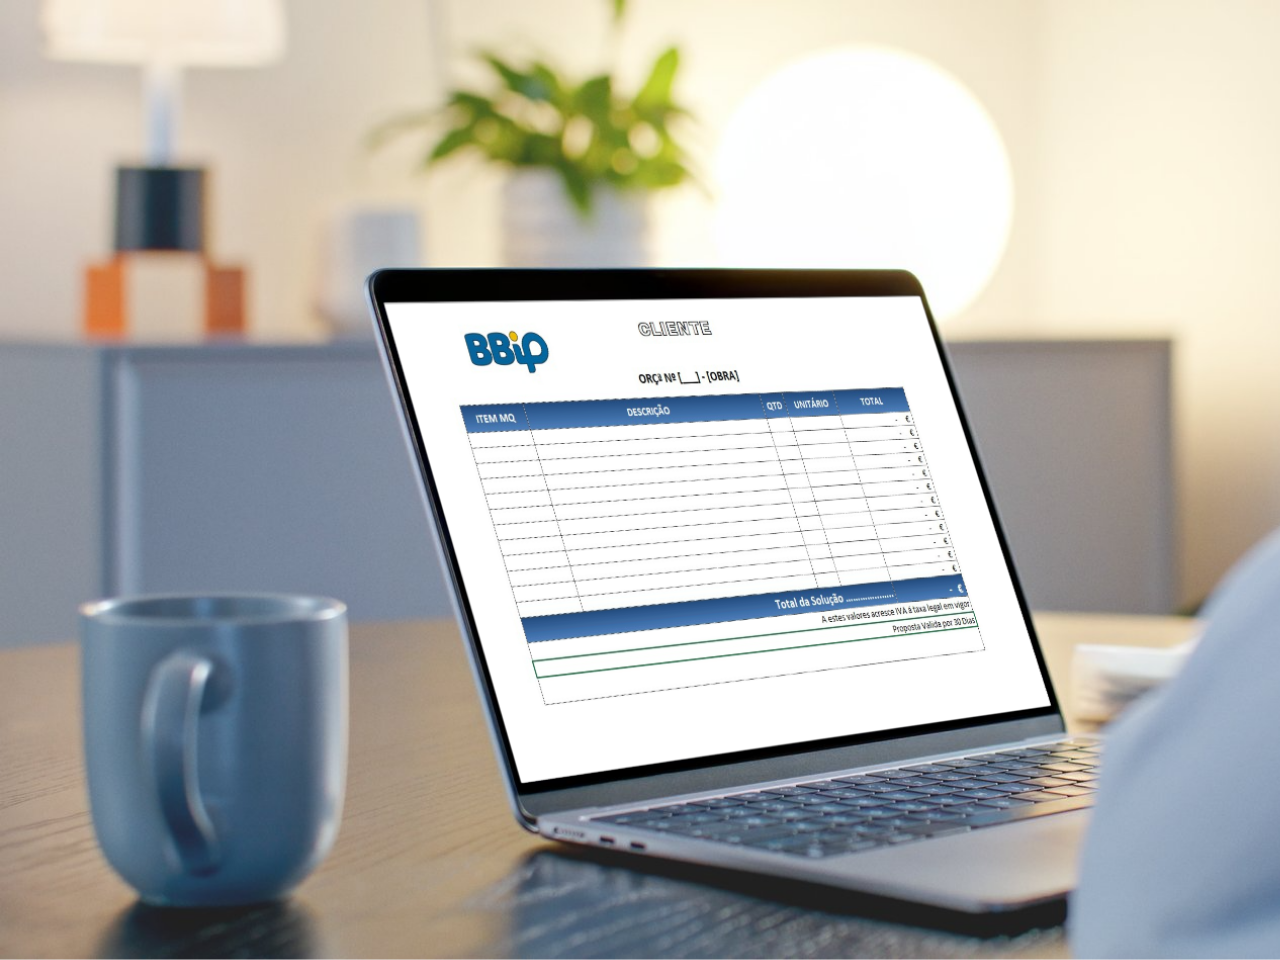 BBip
CLIENTE
ORÇª Nº [___] - [OBRA]
ITEM MQ DESCRIÇÃO QTD UNITÁRIO TOTAL
- €
- €
- €
- €
- €
- €
- €
- €
- €
- €
- €
- €
Total da Solução .................... - €
A estes valores acresce IVA á taxa legal em vigor.
Proposta Valida por 30 Dias